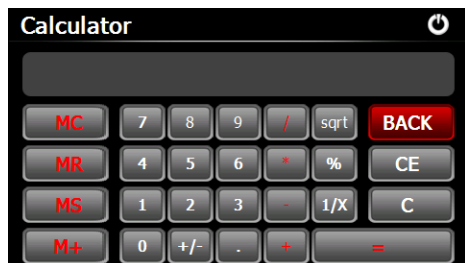 Calculator
MC 7 8 9 / sqrt BACK
MR 4 5 6 * % CE
MS 1 2 3 - 1/X C
M+ 0 +/- . + =